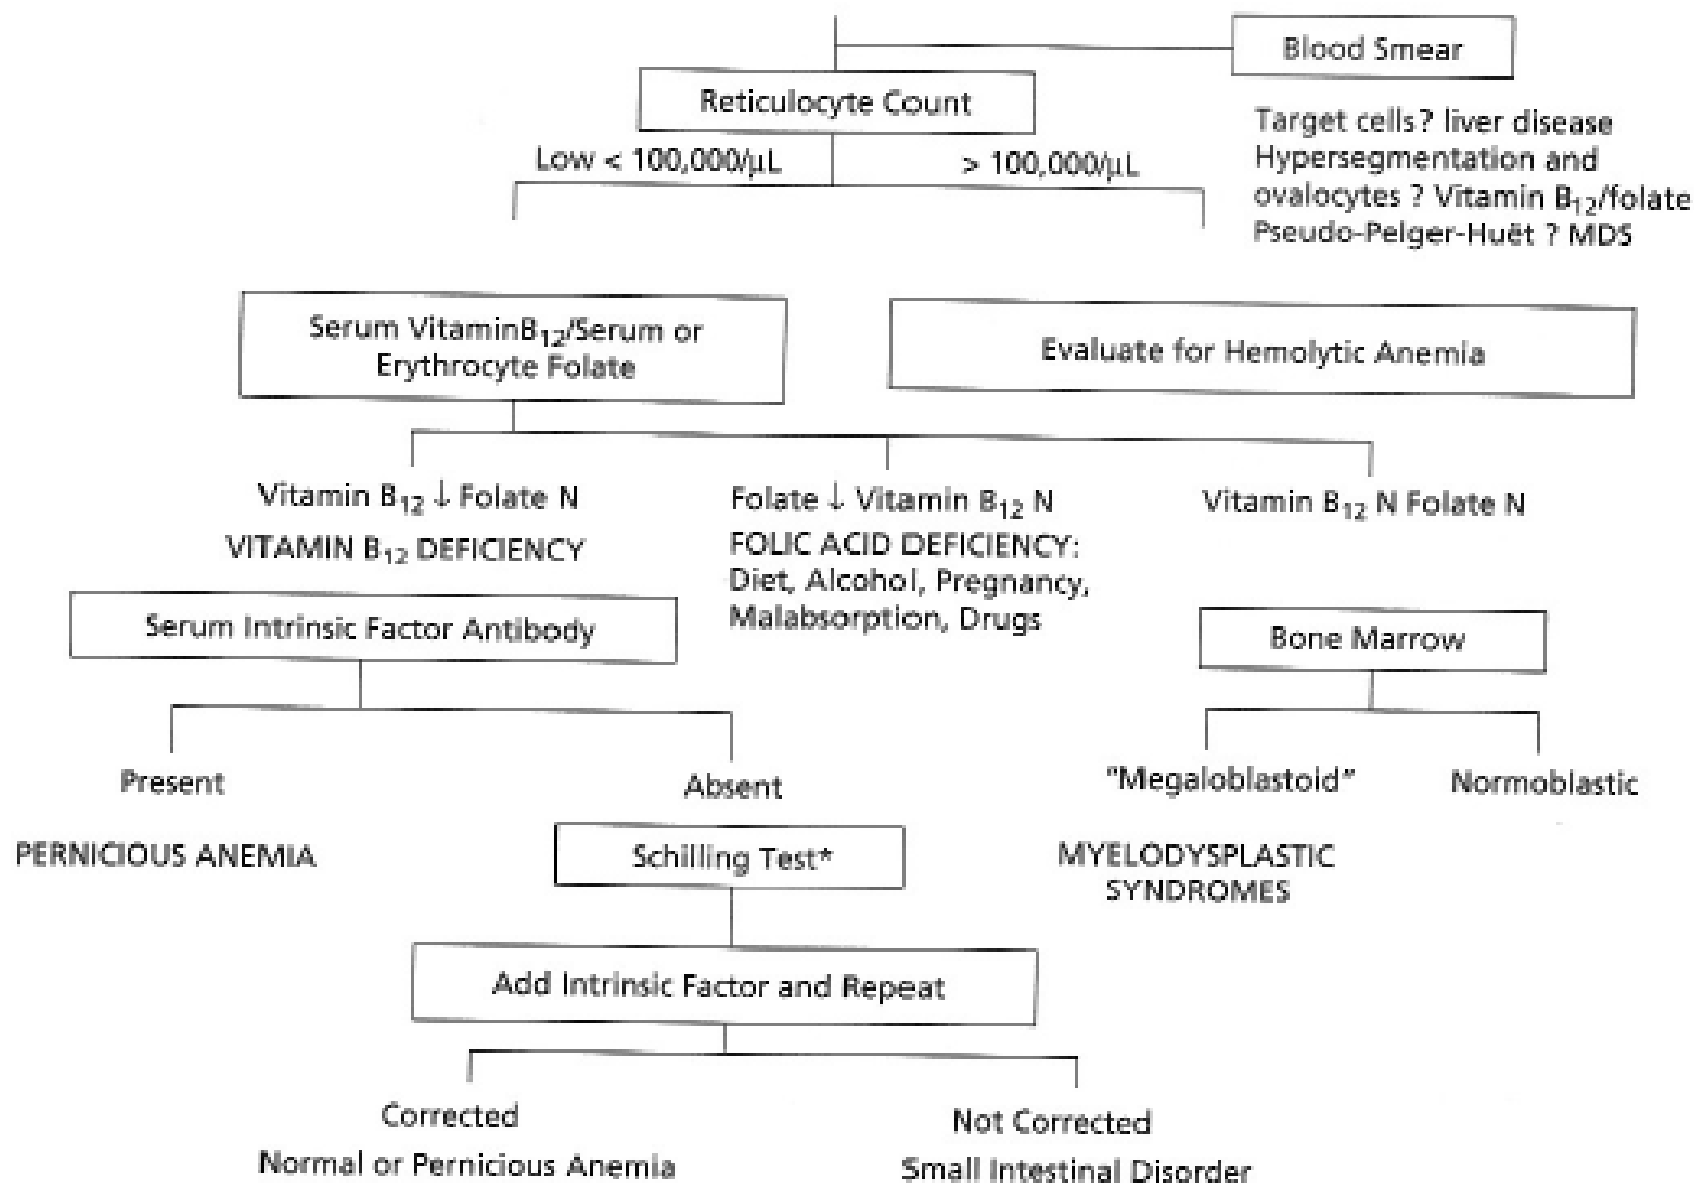 Blood Smear
Reticulocyte Count
Target cells? liver disease
Hypersegmentation and
ovalocytes ? Vitamin B12/folate
Pseudo-Pelger-Huët ? MDS
Low < 100,000/µL
> 100,000/µL
Serum VitaminB12/Serum or
Erythrocyte Folate
Evaluate for Hemolytic Anemia
Vitamin B12 ↓ Folate N
VITAMIN B12 DEFICIENCY
Folate ↓ Vitamin B12 N
FOLIC ACID DEFICIENCY:
Diet, Alcohol, Pregnancy,
Malabsorption, Drugs
Vitamin B12 N Folate N
Serum Intrinsic Factor Antibody
Bone Marrow
Present
Absent
"Megaloblastoid"
Normoblastic
PERNICIOUS ANEMIA
Schilling Test*
MYELODYSPLASTIC
SYNDROMES
Add Intrinsic Factor and Repeat
Corrected
Normal or Pernicious Anemia
Not Corrected
Small Intestinal Disorder